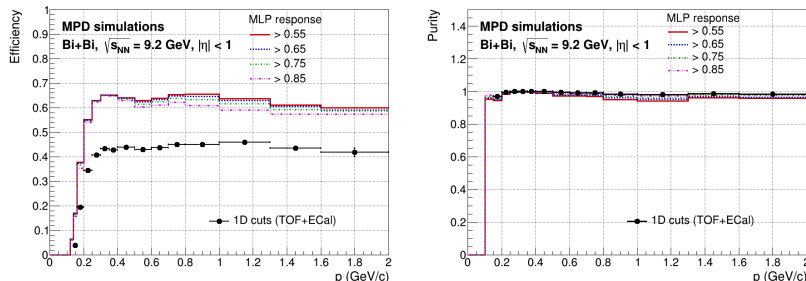 MPD simulations
Bi+Bi, √s_NN = 9.2 GeV, |η| < 1
MLP response
> 0.55
> 0.65
> 0.75
> 0.85
1D cuts (TOF+ECal)
Efficiency
1
0.9
0.8
0.7
0.6
0.5
0.4
0.3
0.2
0.1
0
0 0.2 0.4 0.6 0.8 1 1.2 1.4 1.6 1.8 2
p (GeV/c)
MPD simulations
Bi+Bi, √s_NN = 9.2 GeV, |η| < 1
MLP response
> 0.55
> 0.65
> 0.75
> 0.85
1D cuts (TOF+ECal)
Purity
1.4
1.2
1
0.8
0.6
0.4
0.2
0
0 0.2 0.4 0.6 0.8 1 1.2 1.4 1.6 1.8 2
p (GeV/c)